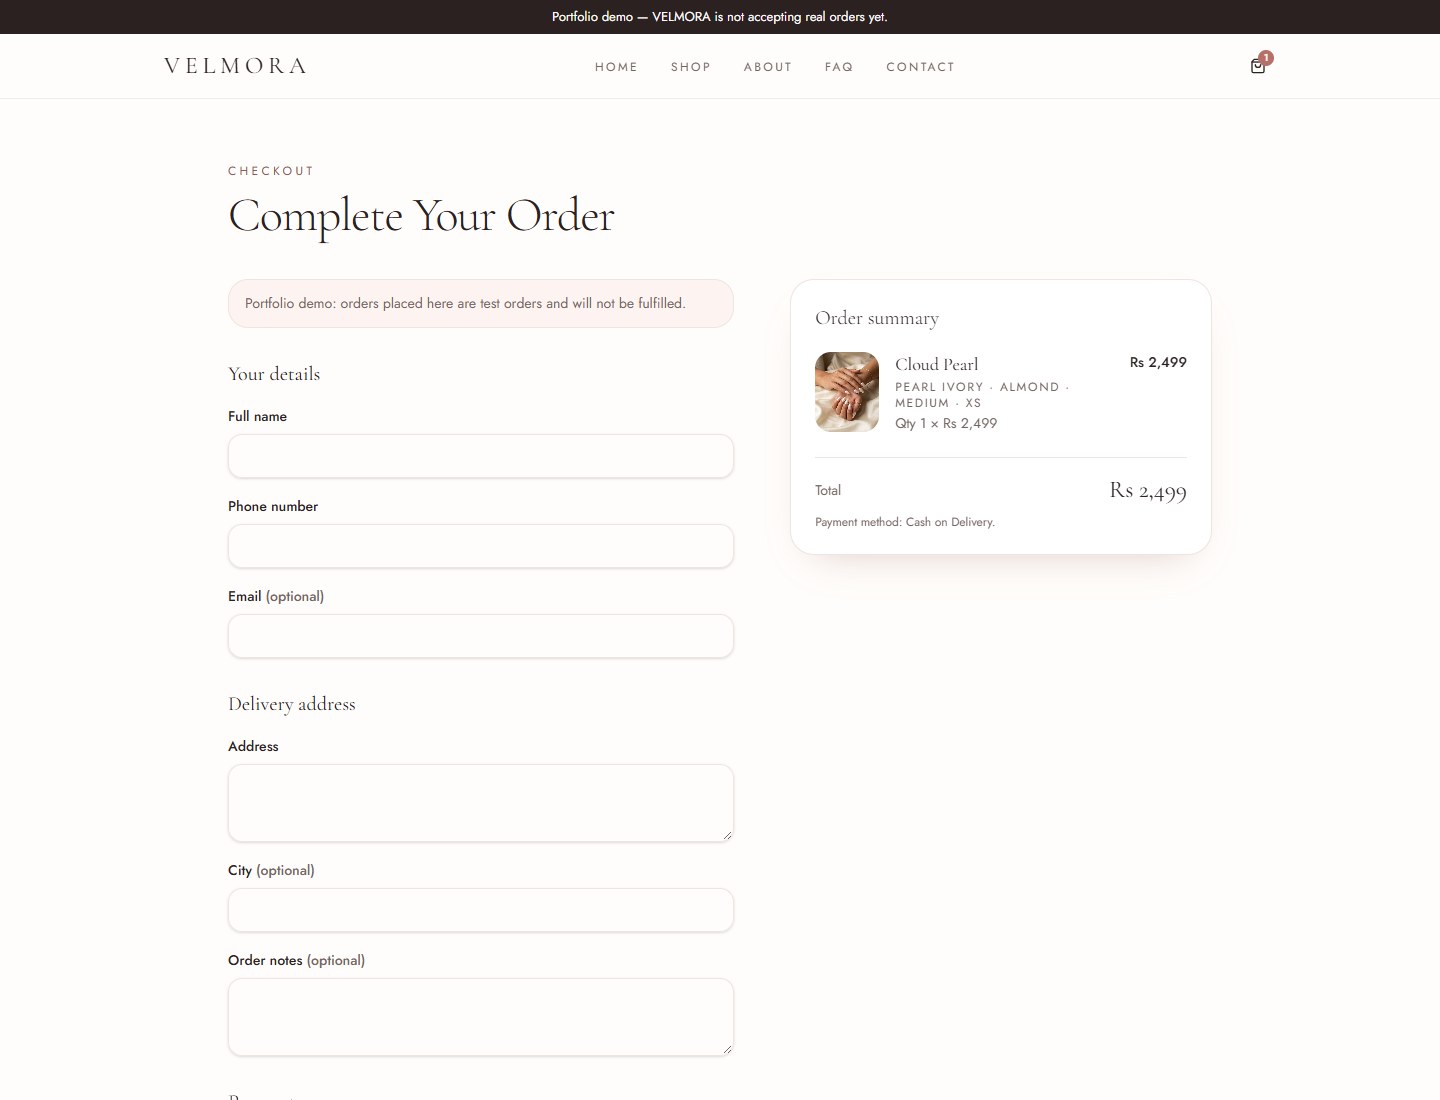 Portfolio demo — VELMORA is not accepting real orders yet.
VELMORA
HOME SHOP ABOUT FAQ CONTACT
1
CHECKOUT
Complete Your Order
Portfolio demo: orders placed here are test orders and will not be fulfilled.
Your details
Full name
Phone number
Email (optional)
Delivery address
Address
City (optional)
Order notes (optional)
Order summary
Cloud Pearl
Rs 2,499
PEARL IVORY · ALMOND ·
MEDIUM · XS
Qty 1 × Rs 2,499
Total
Rs 2,499
Payment method: Cash on Delivery.